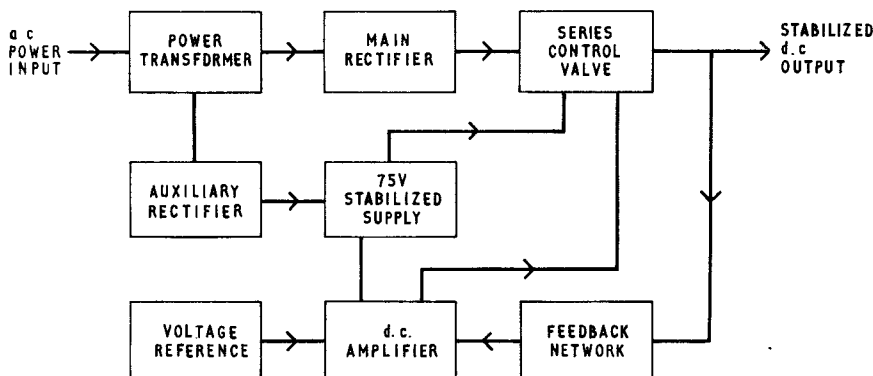 a c
POWER
INPUT
POWER
TRANSFORMER
MAIN
RECTIFIER
SERIES
CONTROL
VALVE
STABILIZED
d.c
OUTPUT
AUXILIARY
RECTIFIER
75V
STABILIZED
SUPPLY
VOLTAGE
REFERENCE
d.c.
AMPLIFIER
FEEDBACK
NETWORK